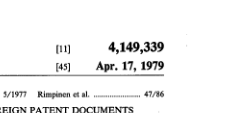 [11] 4,149,339
[45] Apr. 17, 1979
5/1977 Rimpinen et al. .................... 47/86
REIGN PATENT DOCUMENTS